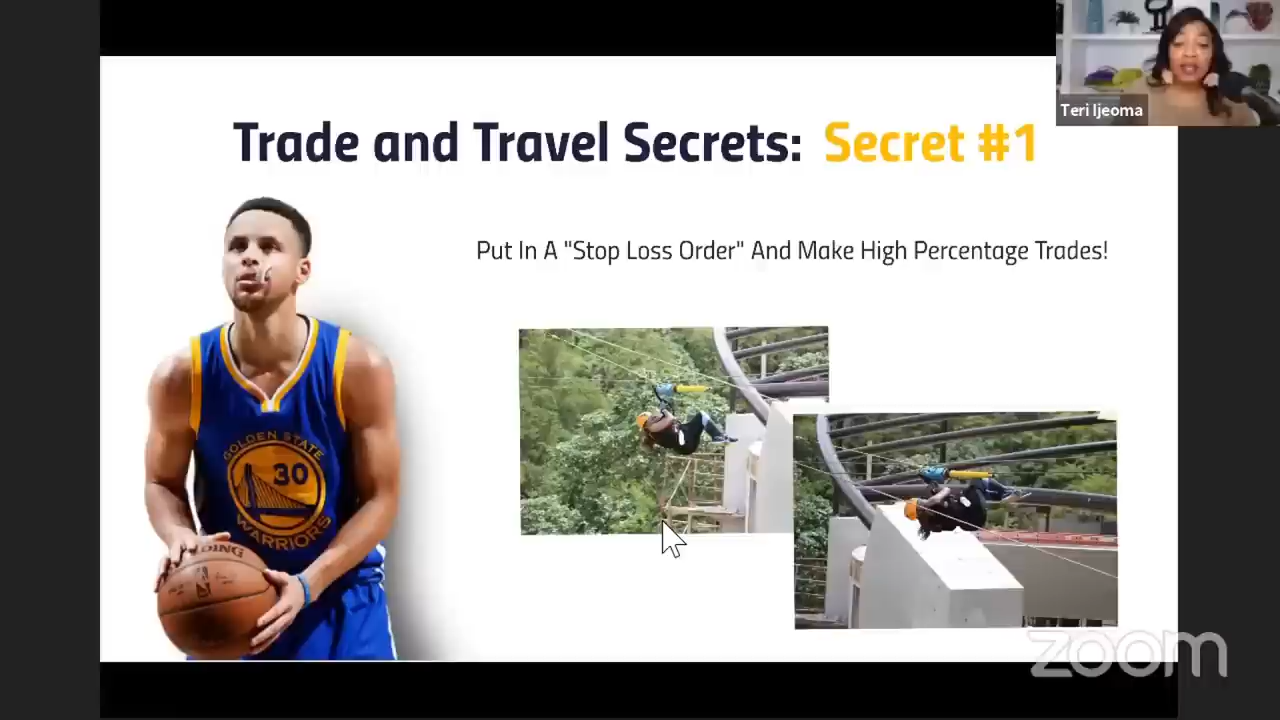 Teri Ijeoma
Trade and Travel Secrets: Secret #1
Put In A "Stop Loss Order" And Make High Percentage Trades!
GOLDEN STATE
30
WARRIORS
zoom